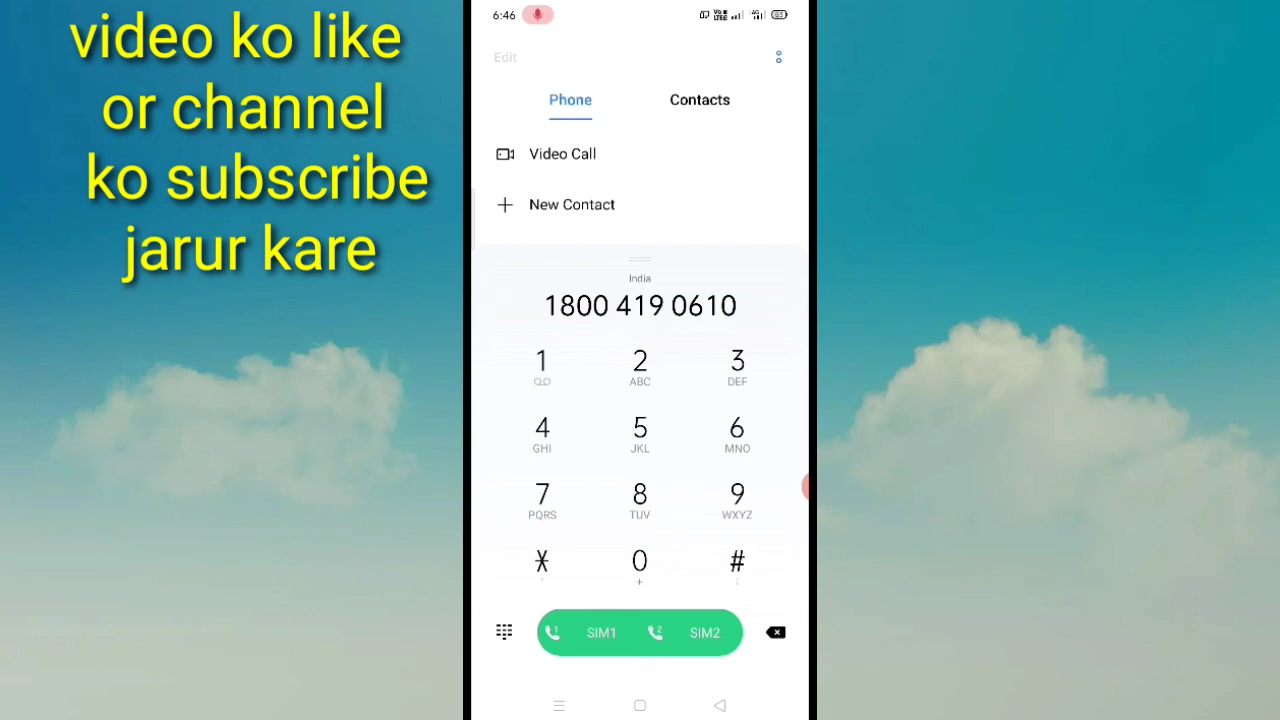 video ko like
or channel
ko subscribe
jarur kare
6:46
Edit
Phone Contacts
Video Call
New Contact
India
1800 419 0610
1 2 3
ABC DEF
4 5 6
GHI JKL MNO
7 8 9
PQRS TUV WXYZ
* 0 #
+ ;
1 SIM1 2 SIM2